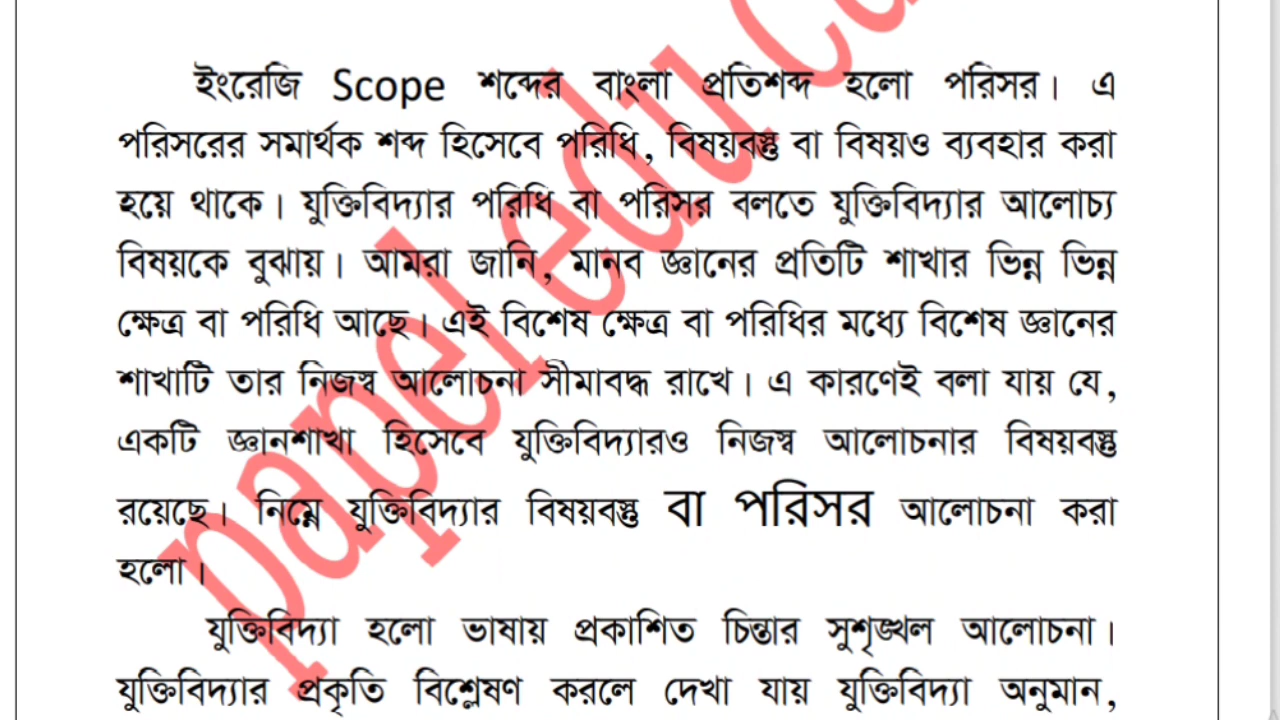 ইংরেজি Scope শব্দের বাংলা প্রতিশব্দ হলো পরিসর। এ
পরিসরের সমার্থক শব্দ হিসেবে পরিধি, বিষয়বস্তু বা বিষয়ও ব্যবহার করা
হয়ে থাকে। যুক্তিবিদ্যার পরিধি বা পরিসর বলতে যুক্তিবিদ্যার আলোচ্য
বিষয়কে বুঝায়। আমরা জানি, মানব জ্ঞানের প্রতিটি শাখার ভিন্ন ভিন্ন
ক্ষেত্র বা পরিধি আছে। এই বিশেষ ক্ষেত্র বা পরিধির মধ্যে বিশেষ জ্ঞানের
শাখাটি তার নিজস্ব আলোচনা সীমাবদ্ধ রাখে। এ কারণেই বলা যায় যে,
একটি জ্ঞানশাখা হিসেবে যুক্তিবিদ্যারও নিজস্ব আলোচনার বিষয়বস্তু
রয়েছে। নিম্নে যুক্তিবিদ্যার বিষয়বস্তু বা পরিসর আলোচনা করা
হলো।
যুক্তিবিদ্যা হলো ভাষায় প্রকাশিত চিন্তার সুশৃঙ্খল আলোচনা।
যুক্তিবিদ্যার প্রকৃতি বিশ্লেষণ করলে দেখা যায় যুক্তিবিদ্যা অনুমান,
papel edu